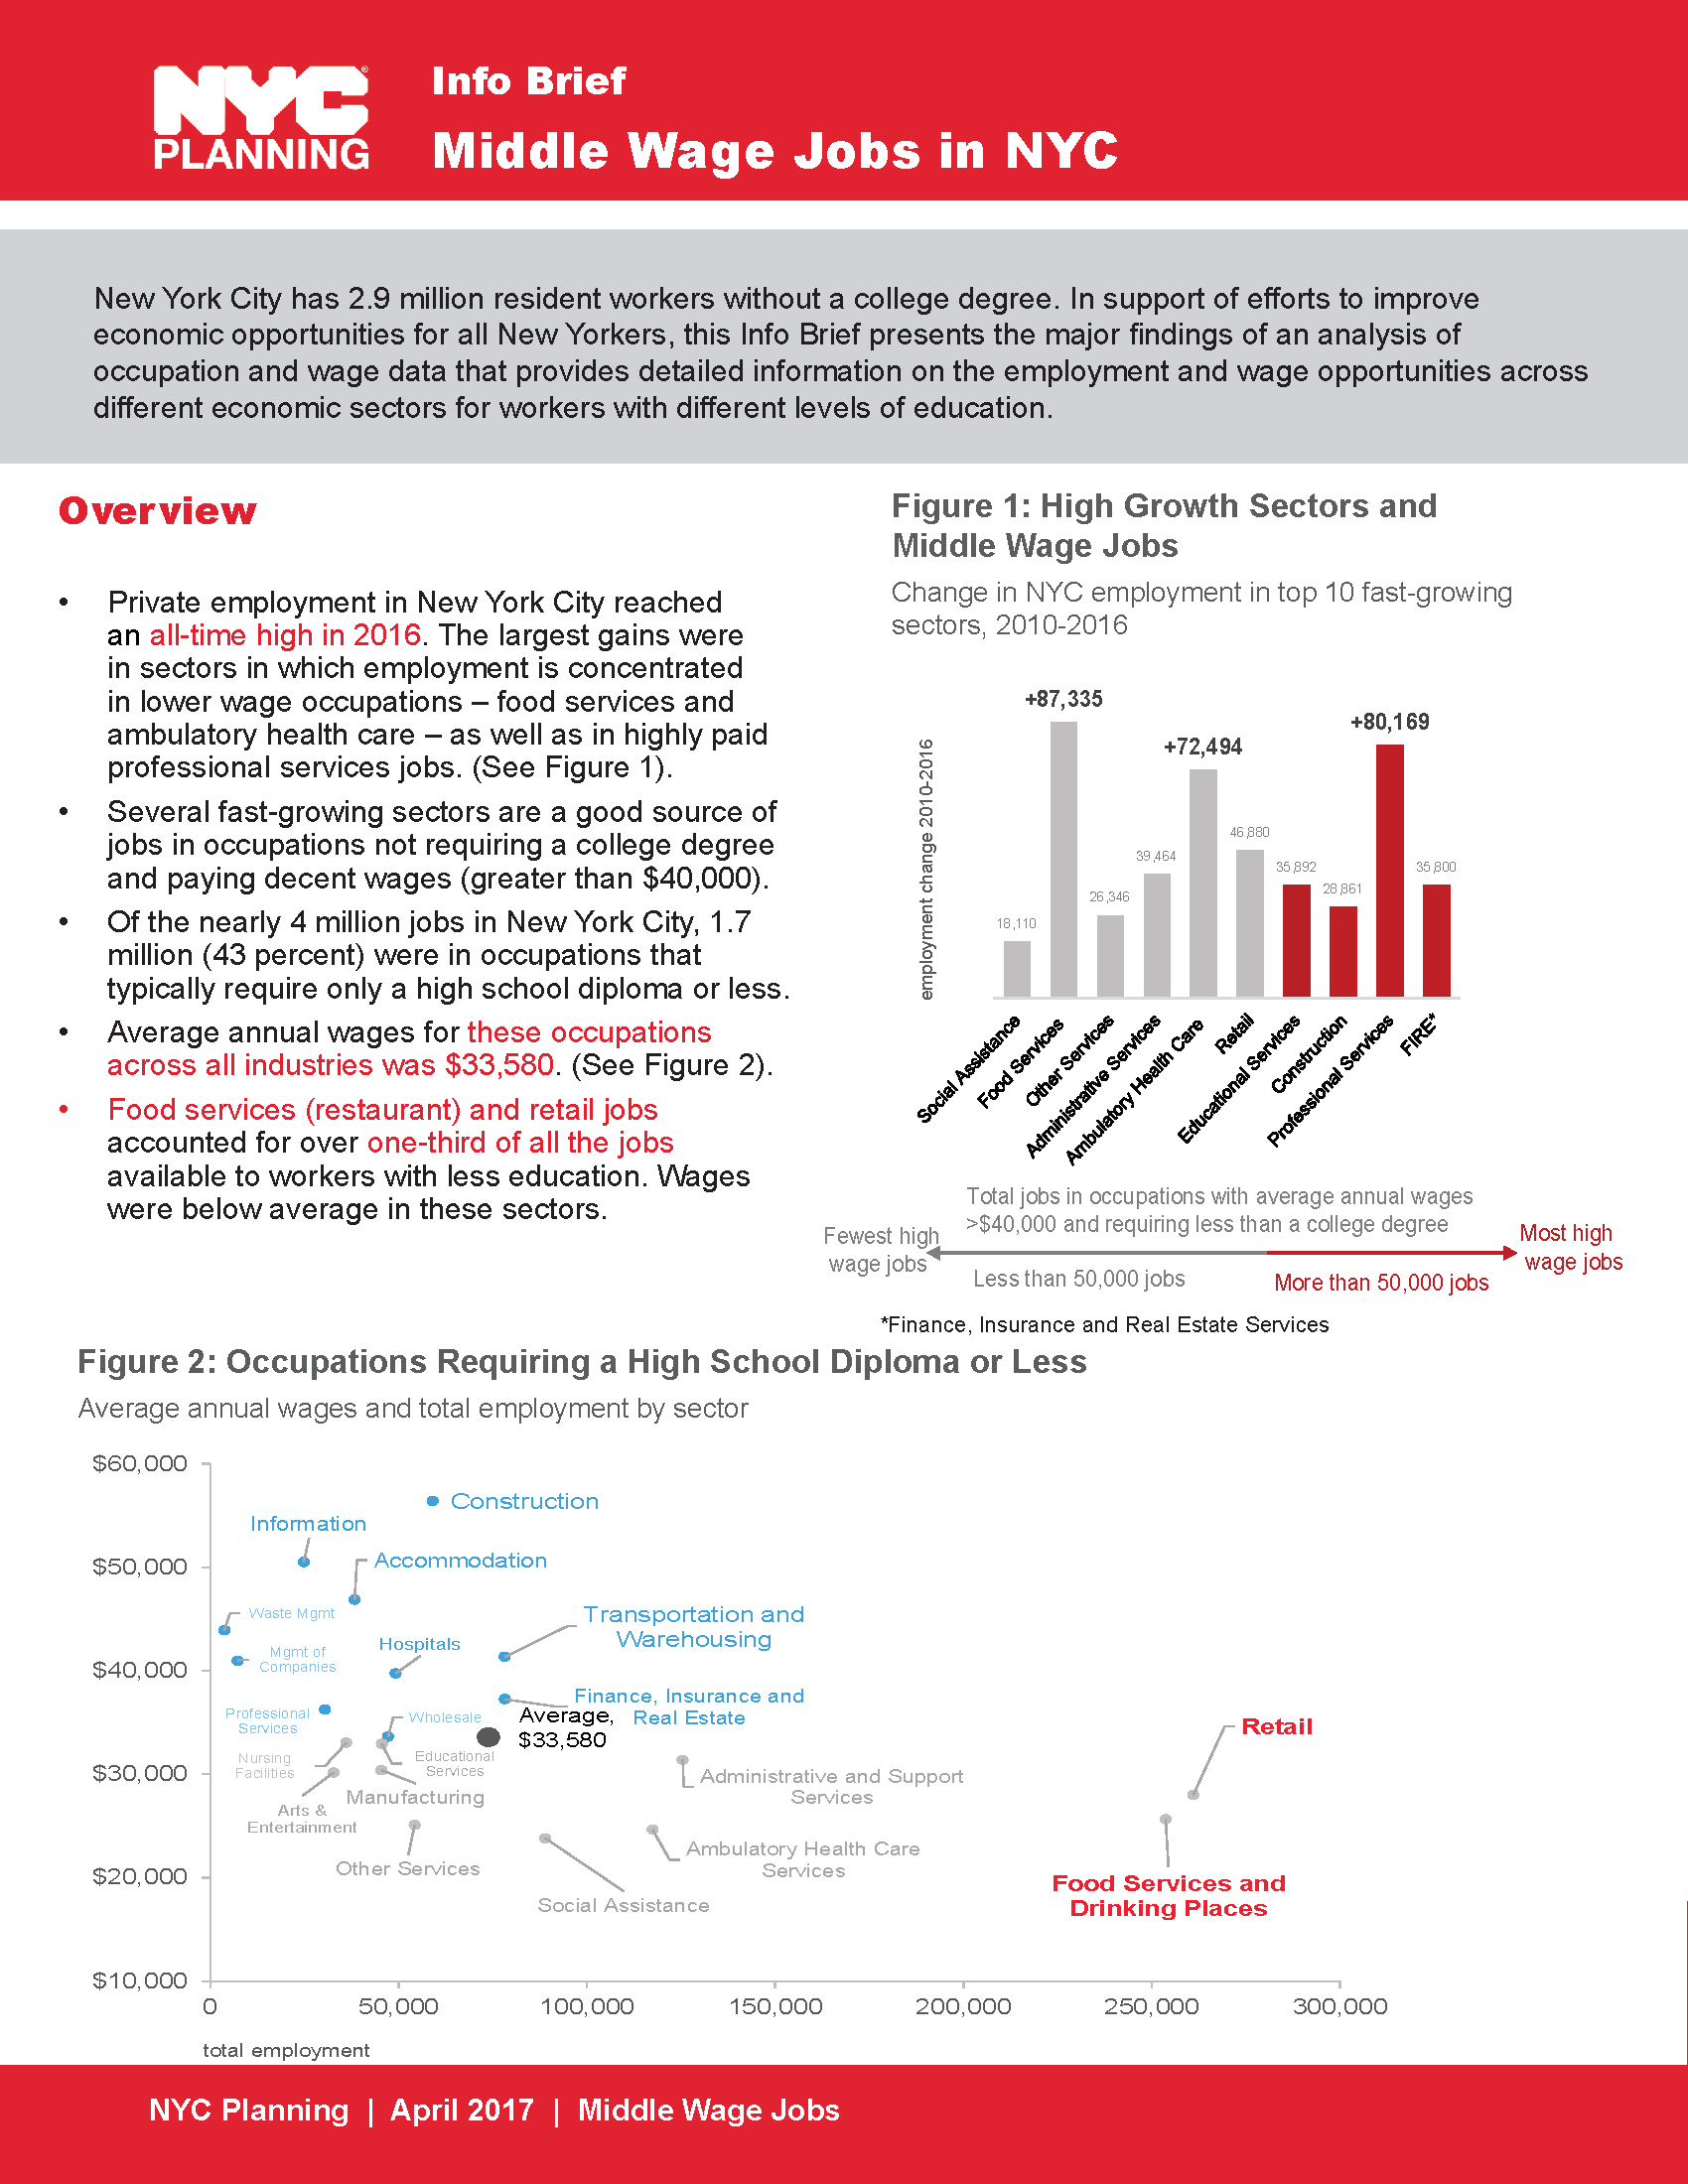 NYC®
PLANNING
Info Brief
Middle Wage Jobs in NYC
New York City has 2.9 million resident workers without a college degree. In support of efforts to improve
economic opportunities for all New Yorkers, this Info Brief presents the major findings of an analysis of
occupation and wage data that provides detailed information on the employment and wage opportunities across
different economic sectors for workers with different levels of education.
Overview
• Private employment in New York City reached
an all-time high in 2016. The largest gains were
in sectors in which employment is concentrated
in lower wage occupations – food services and
ambulatory health care – as well as in highly paid
professional services jobs. (See Figure 1).
• Several fast-growing sectors are a good source of
jobs in occupations not requiring a college degree
and paying decent wages (greater than $40,000).
• Of the nearly 4 million jobs in New York City, 1.7
million (43 percent) were in occupations that
typically require only a high school diploma or less.
• Average annual wages for these occupations
across all industries was $33,580. (See Figure 2).
• Food services (restaurant) and retail jobs
accounted for over one-third of all the jobs
available to workers with less education. Wages
were below average in these sectors.
Figure 1: High Growth Sectors and
Middle Wage Jobs
Change in NYC employment in top 10 fast-growing
sectors, 2010-2016
employment change 2010-2016
18,110
+87,335
26,346
39,464
+72,494
46,880
35,892
28,861
+80,169
35,800
Social Assistance
Food Services
Other Services
Administrative Services
Ambulatory Health Care
Retail
Educational Services
Construction
Professional Services
FIRE*
Total jobs in occupations with average annual wages
>$40,000 and requiring less than a college degree
Fewest high
wage jobs
Less than 50,000 jobs
More than 50,000 jobs
Most high
wage jobs
*Finance, Insurance and Real Estate Services
Figure 2: Occupations Requiring a High School Diploma or Less
Average annual wages and total employment by sector
$60,000
$50,000
$40,000
$30,000
$20,000
$10,000
Construction
Information
Accommodation
Waste Mgmt
Transportation and
Warehousing
Hospitals
Mgmt of
Companies
Finance, Insurance and
Real Estate
Professional
Services
Wholesale
Average,
$33,580
Retail
Nursing
Facilities
Educational
Services
Administrative and Support
Services
Manufacturing
Arts &
Entertainment
Other Services
Ambulatory Health Care
Services
Social Assistance
Food Services and
Drinking Places
0
50,000
100,000
150,000
200,000
250,000
300,000
total employment
NYC Planning | April 2017 | Middle Wage Jobs